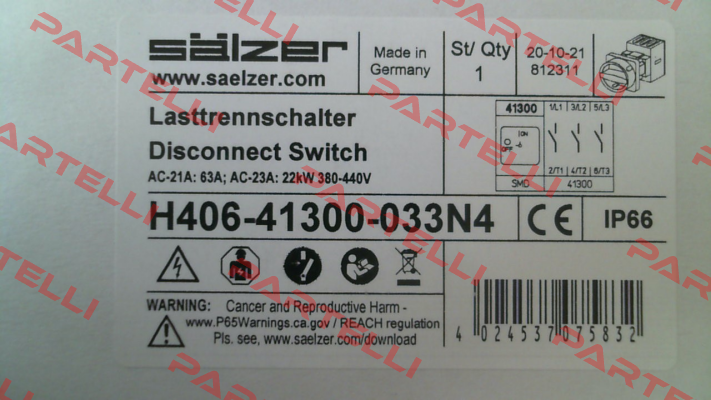 sälzer
www.saelzer.com
Made in
Germany
St/ Qty
1
20-10-21
812311
Lasttrennschalter
Disconnect Switch
AC-21A: 63A; AC-23A: 22kW 380-440V
41300 1/L1 3/L2 5/L3
ON
OFF
2/T1 4/T2 6/T3
SMD 41300
H406-41300-033N4
CE
IP66
WARNING: Cancer and Reproductive Harm -
www.P65Warnings.ca.gov / REACH regulation
Pls. see, www.saelzer.com/download
4 024537 075832
PARTELLI
PARTELLI
PARTELLI
PARTELLI
PARTELLI
PARTELLI
PARTELLI
PARTELLI